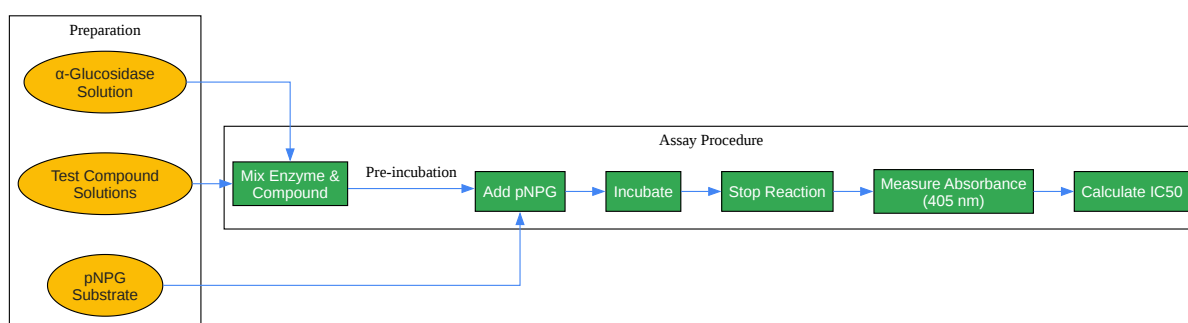 Preparation
α-Glucosidase
Solution
Test Compound
Solutions
pNPG
Substrate
Assay Procedure
Mix Enzyme &
Compound
Pre-incubation
Add pNPG
Incubate
Stop Reaction
Measure Absorbance
(405 nm)
Calculate IC50